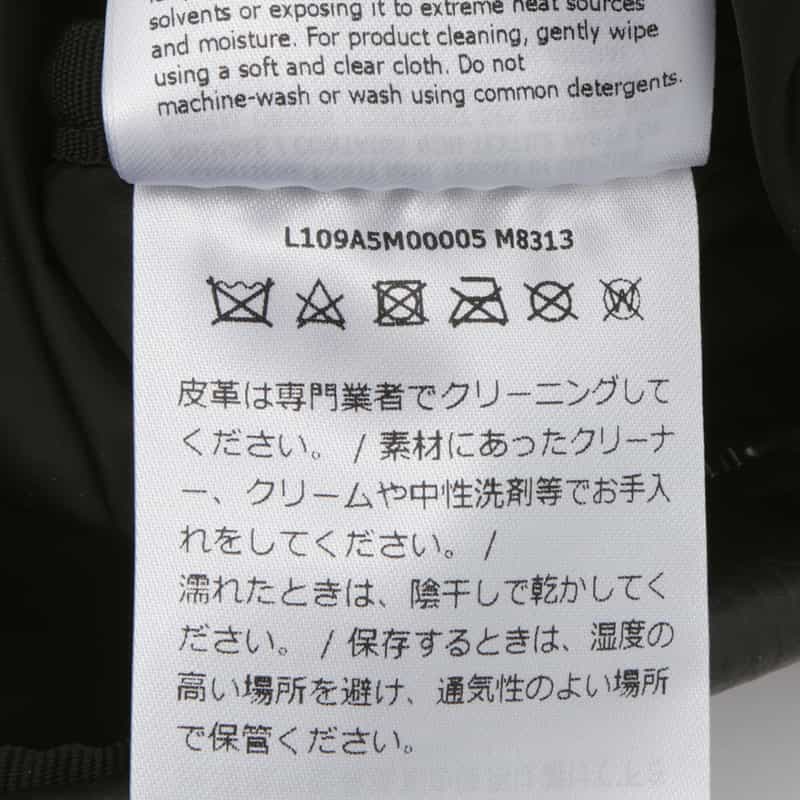 solvents or exposing it to extreme heat sources
and moisture. For product cleaning, gently wipe
using a soft and clear cloth. Do not
machine-wash or wash using common detergents.
L109A5M00005 M8313
皮革は専門業者でクリーニングして
ください。 / 素材にあったクリーナ
ー、クリームや中性洗剤等でお手入
れをしてください。 /
濡れたときは、陰干しで乾かしてく
ださい。 / 保存するときは、湿度の
高い場所を避け、通気性のよい場所
で保管ください。